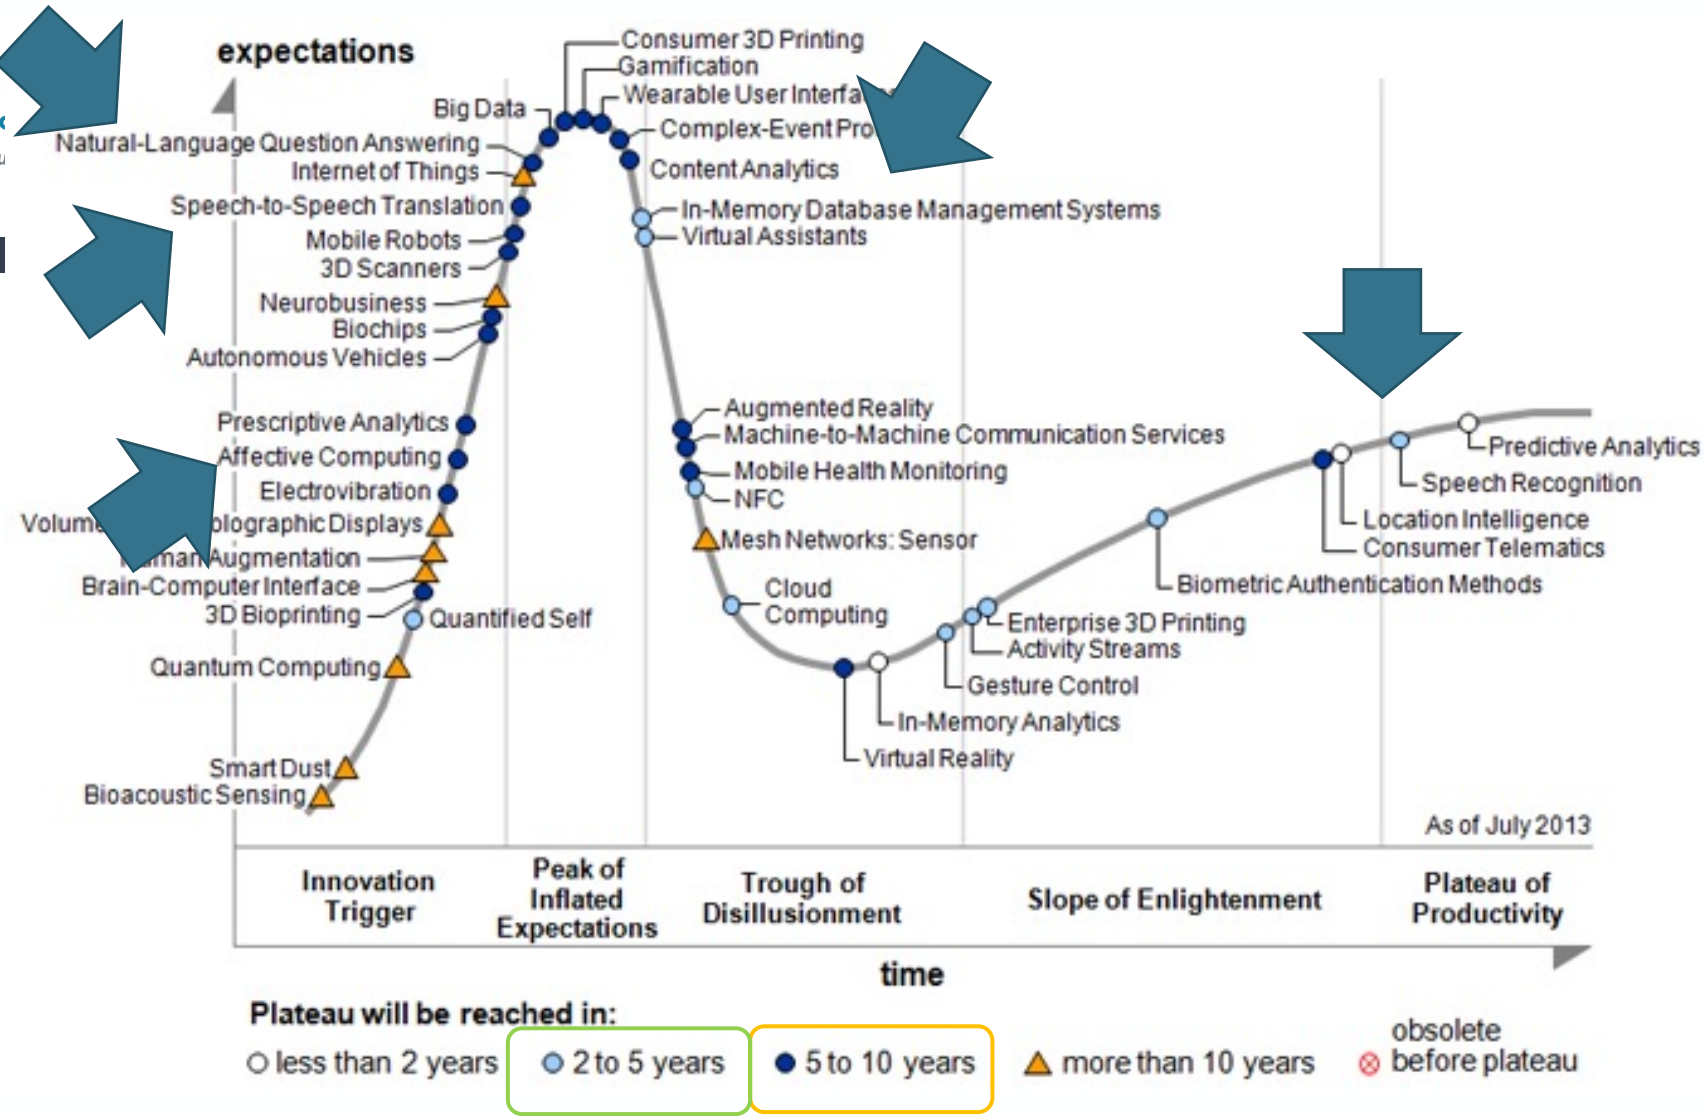 expectations
Consumer 3D Printing
Gamification
Wearable User
Big Data
Complex-Event
Natural-Language Question Answering
Content Analytics
Internet of Things
Speech-to-Speech Translation
In-Memory Database Management Systems
Virtual Assistants
Mobile Robots
3D Scanners
Neurobusiness
Biochips
Autonomous Vehicles
Prescriptive Analytics
Affective Computing
Electrovibration
Displays
Augmentation
Brain-Computer Interface
3D Bioprinting
Quantified Self
Quantum Computing
Smart Dust
Bioacoustic Sensing
Augmented Reality
Machine-to-Machine Communication Services
Mobile Health Monitoring
NFC
Mesh Networks: Sensor
Cloud
Computing
Predictive Analytics
Speech Recognition
Location Intelligence
Consumer Telematics
Biometric Authentication Methods
Enterprise 3D Printing
Activity Streams
Gesture Control
In-Memory Analytics
Virtual Reality
As of July 2013
Innovation
Trigger
Peak of
Inflated
Expectations
Trough of
Disillusionment
Slope of Enlightenment
Plateau of
Productivity
time
Plateau will be reached in:
less than 2 years
2 to 5 years
5 to 10 years
more than 10 years
obsolete
before plateau